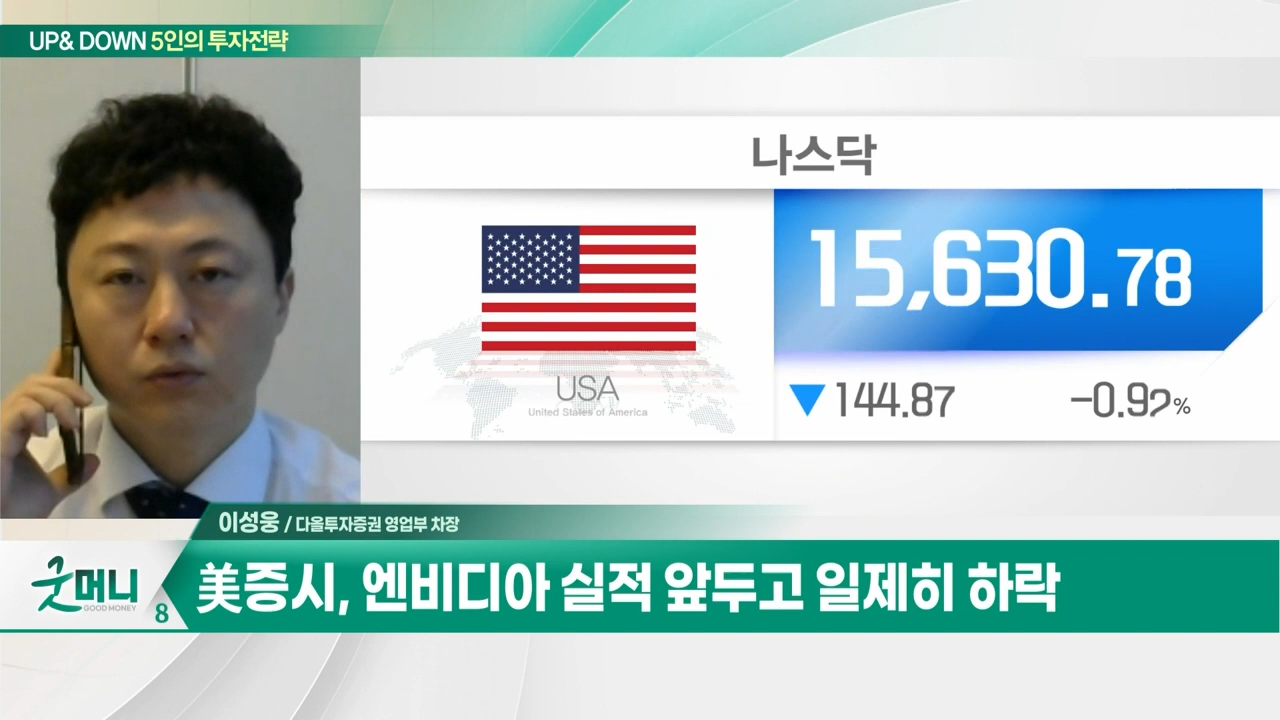 UP& DOWN 5인의 투자전략
나스닥
15,630.78
USA
United States of America
▼ 144.87 -0.92%
이성웅 / 다올투자증권 영업부 차장
굿머니
GOOD MONEY
8
美증시, 엔비디아 실적 앞두고 일제히 하락